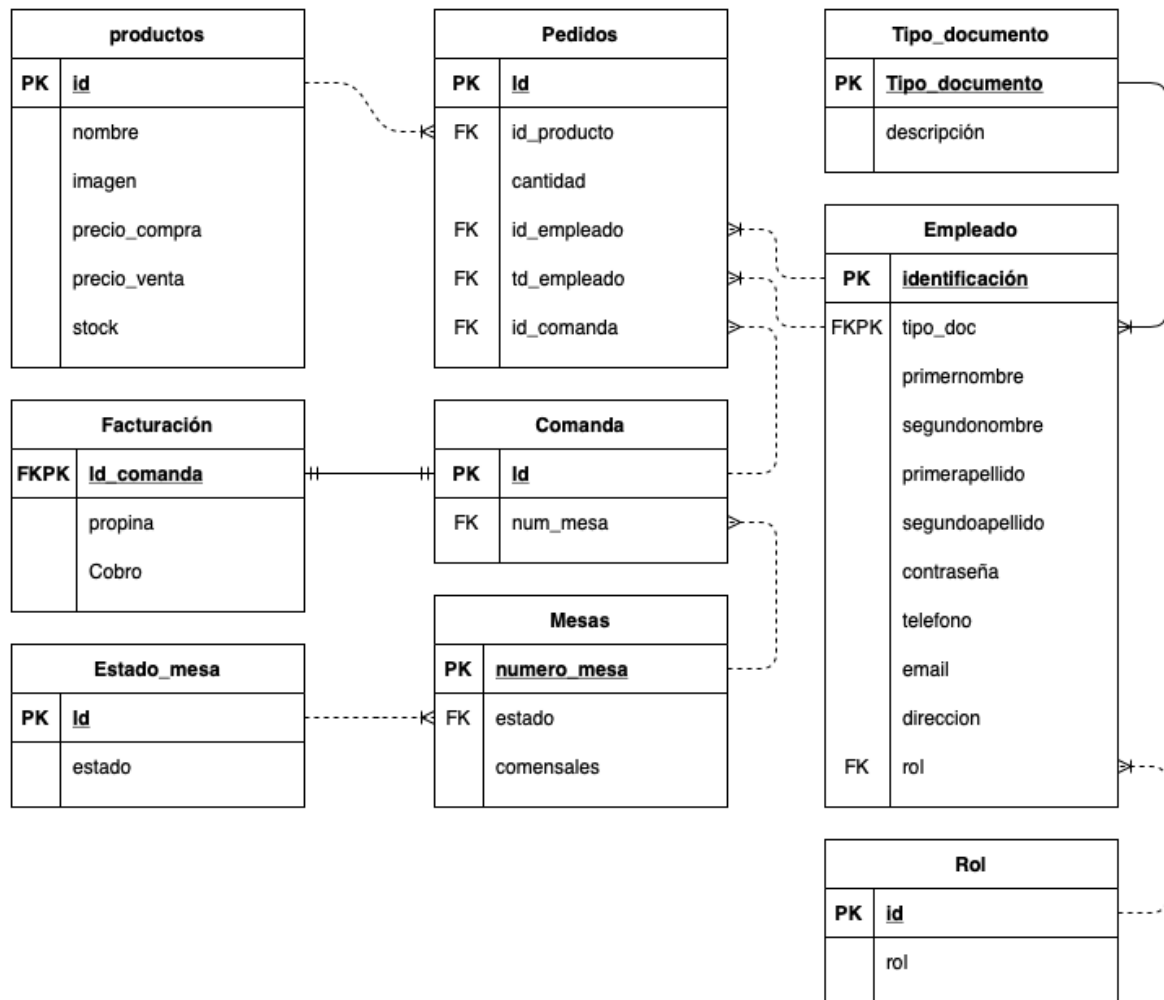 productos
PK id
nombre
imagen
precio_compra
precio_venta
stock
Pedidos
PK Id
FK id_producto
cantidad
FK id_empleado
FK td_empleado
FK id_comanda
Tipo_documento
PK Tipo_documento
descripción
Empleado
PK identificación
FKPK tipo_doc
primernombre
segundonombre
primerapellido
segundoapellido
contraseña
telefono
email
direccion
FK rol
Facturación
FKPK Id_comanda
propina
Cobro
Comanda
PK Id
FK num_mesa
Estado_mesa
PK Id
estado
Mesas
PK numero_mesa
FK estado
comensales
Rol
PK id
rol